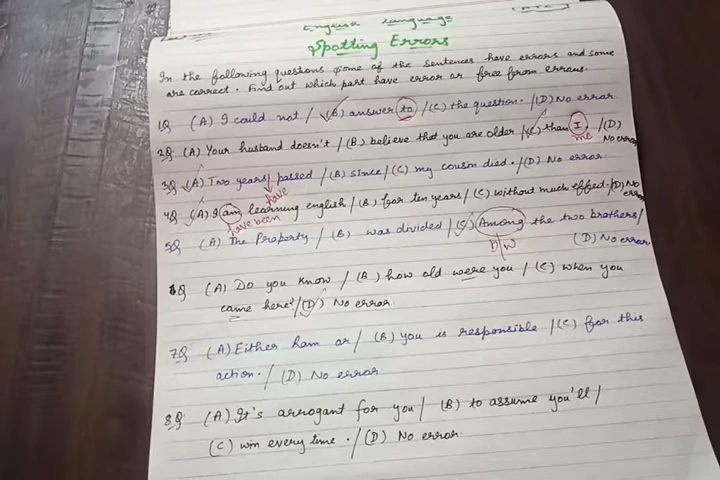 English Language
Spotting Errors
In the following questions some of the sentences have errors and some
are correct. Find out which part have error or free from errors.
1Q (A) I could not / (B) answer to / (C) the question. / (D) No error
2Q (A) Your husband doesn't / (B) believe that you are older / (C) than I. / (D)
me No error
3Q (A) Two years / passed / (B) since / (C) my cousin died. / (D) No error.
have
4Q (A) I am learning english / (B) for ten years / (C) without much effect. / (D) No
have been error
5Q (A) The Property / (B) was divided / (C) Among the two brothers /
B/W (D) No error
6Q (A) Do you know / (B) how old were you / (C) when you
came here? / (D) No error
7Q (A) Either Ram or / (B) you is responsible / (C) for this
action. / (D) No error
8Q (A) It's arrogant for you / (B) to assume you'll /
(C) win every time. / (D) No error.